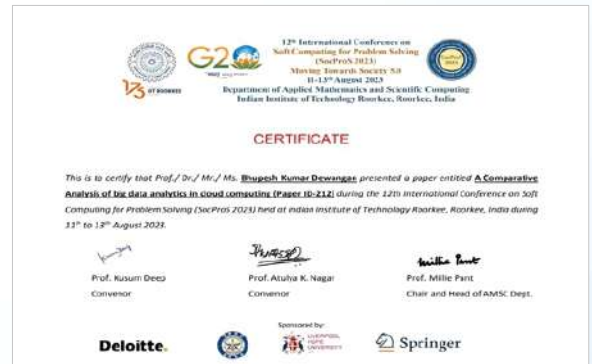 12th International Conference on
Soft Computing for Problem Solving
(SocProS 2023)
Moving Towards Society 5.0
11-13th August 2023
Department of Applied Mathematics and Scientific Computing
Indian Institute of Technology Roorkee, Roorkee, India
175 IIT ROORKEE
G20
CERTIFICATE
This is to certify that Prof./ Dr./ Mr./ Ms. Bhupesh Kumar Dewangan presented a paper entitled A Comparative
Analysis of big data analytics in cloud computing (Paper ID-212) during the 12th International Conference on Soft
Computing for Problem Solving (SocProS 2023) held at Indian Institute of Technology Roorkee, Roorkee, India during
11th to 13th August 2023.
Millie Pant
Prof. Kusum Deep
Prof. Atulya K. Nagar
Prof. Millie Pant
Convenor
Convenor
Chair and Head of AMSC Dept.
Sponsored by:
Deloitte.
LIVERPOOL
HOPE
UNIVERSITY
Springer